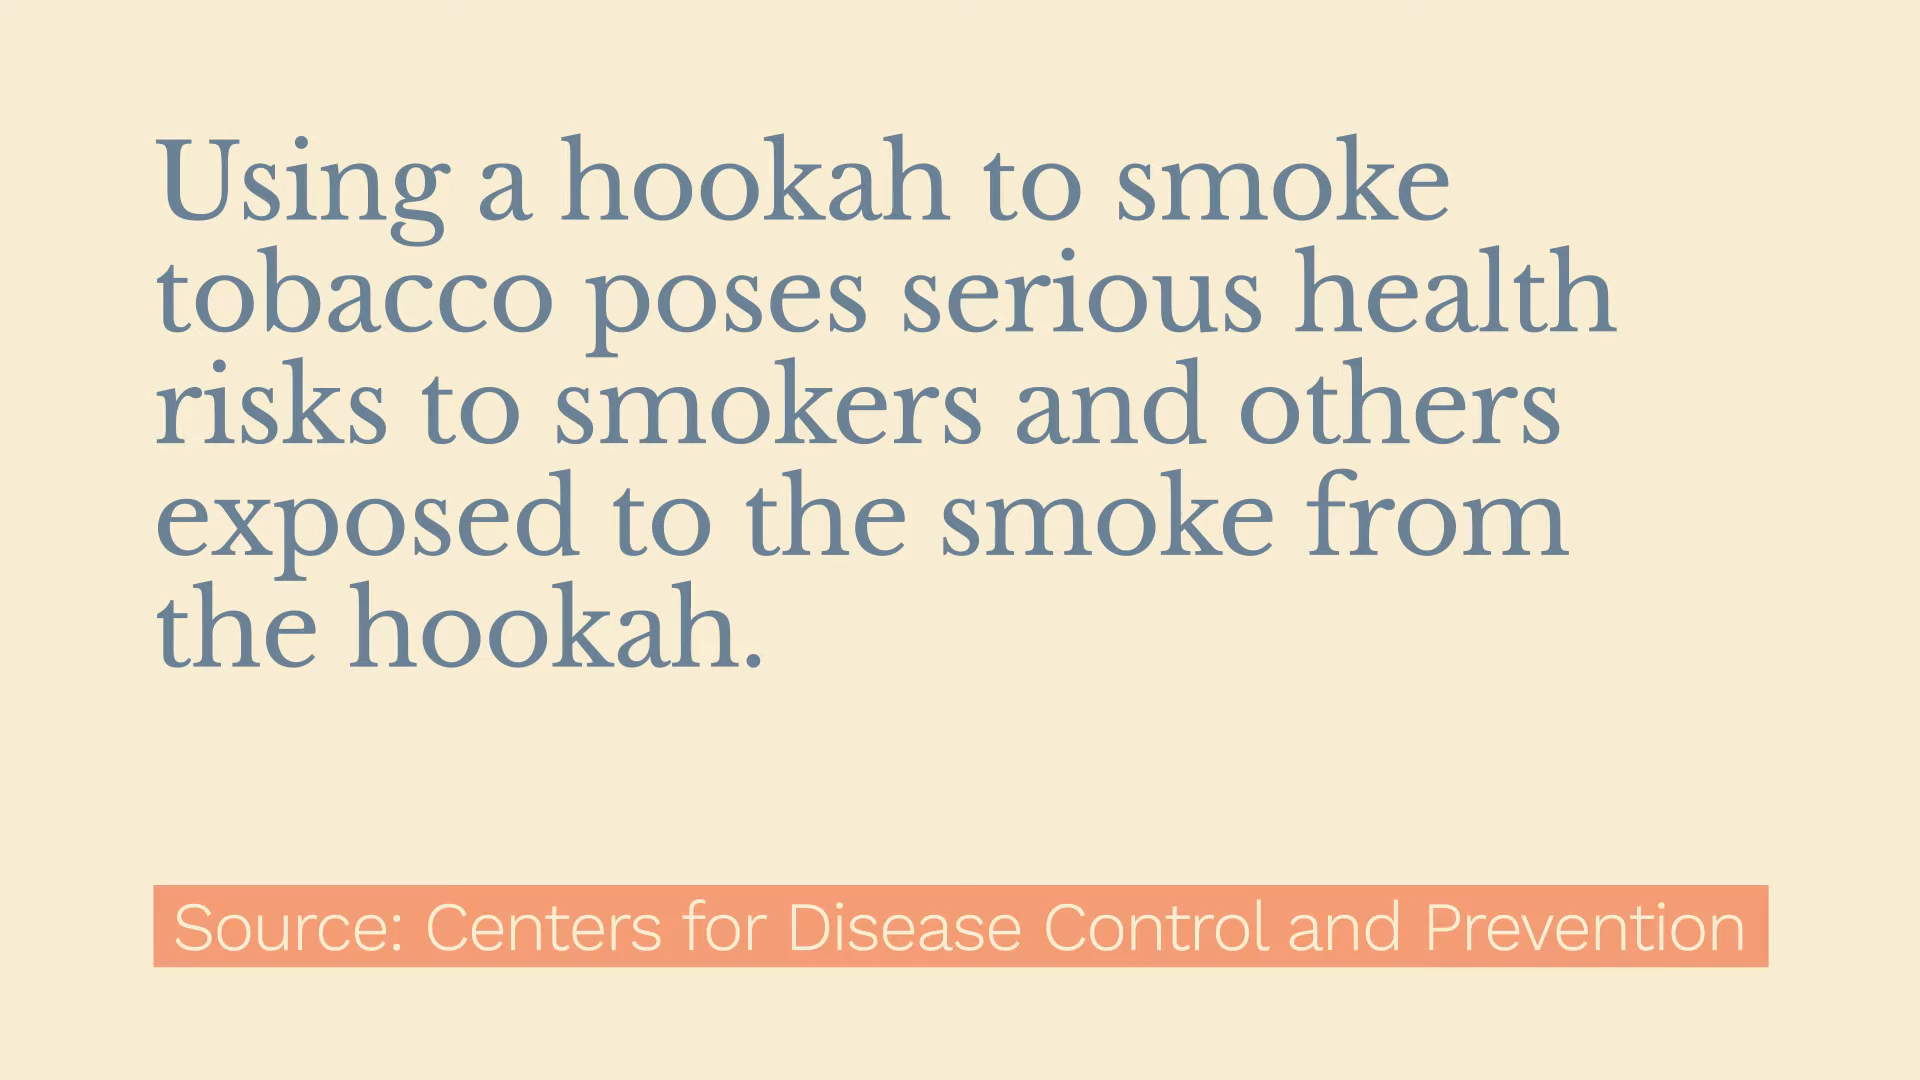 Using a hookah to smoke
tobacco poses serious health
risks to smokers and others
exposed to the smoke from
the hookah.
Source: Centers for Disease Control and Prevention